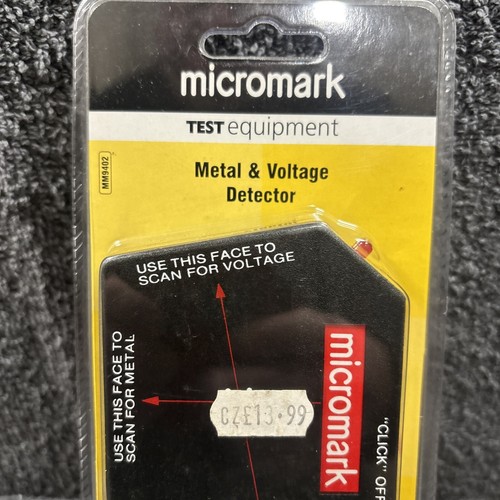 micromark
TEST equipment
MM9402
Metal & Voltage
Detector
USE THIS FACE TO
SCAN FOR VOLTAGE
USE THIS FACE TO
SCAN FOR METAL
micromark
CZ£13.99
"CLICK" OFF